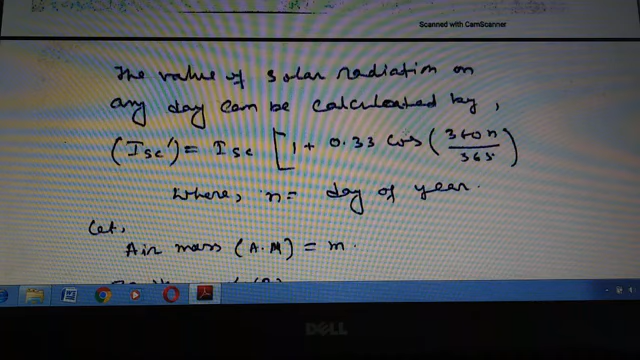 Scanned with CamScanner
The value of solar radiation on
any day can be calculated by,
(Isc') = Isc [1 + 0.33 cos (360n/365)
where, n = day of year.
Let,
Air mass (A.M) = m.
DELL